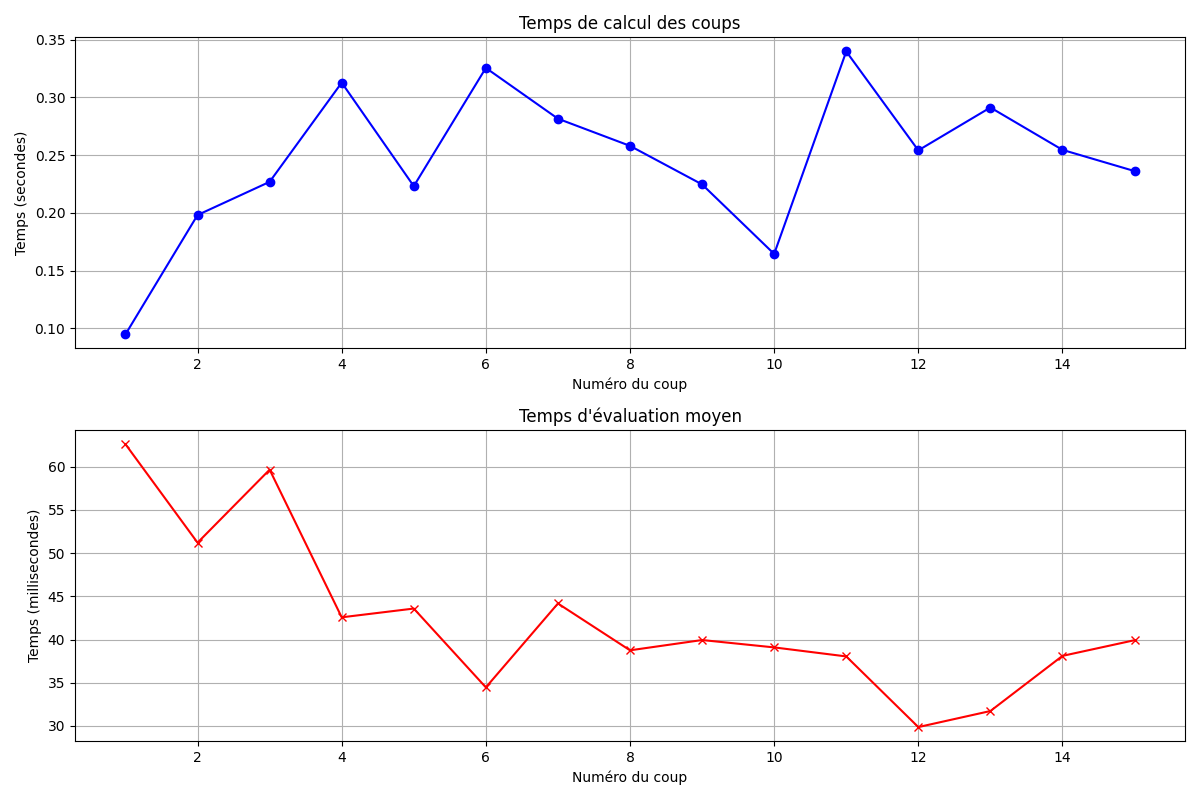 Temps de calcul des coups
0.35
0.30
0.25
0.20
0.15
0.10
Temps (secondes)
2 4 6 8 10 12 14
Numéro du coup
Temps d'évaluation moyen
60
55
50
45
40
35
30
Temps (millisecondes)
2 4 6 8 10 12 14
Numéro du coup